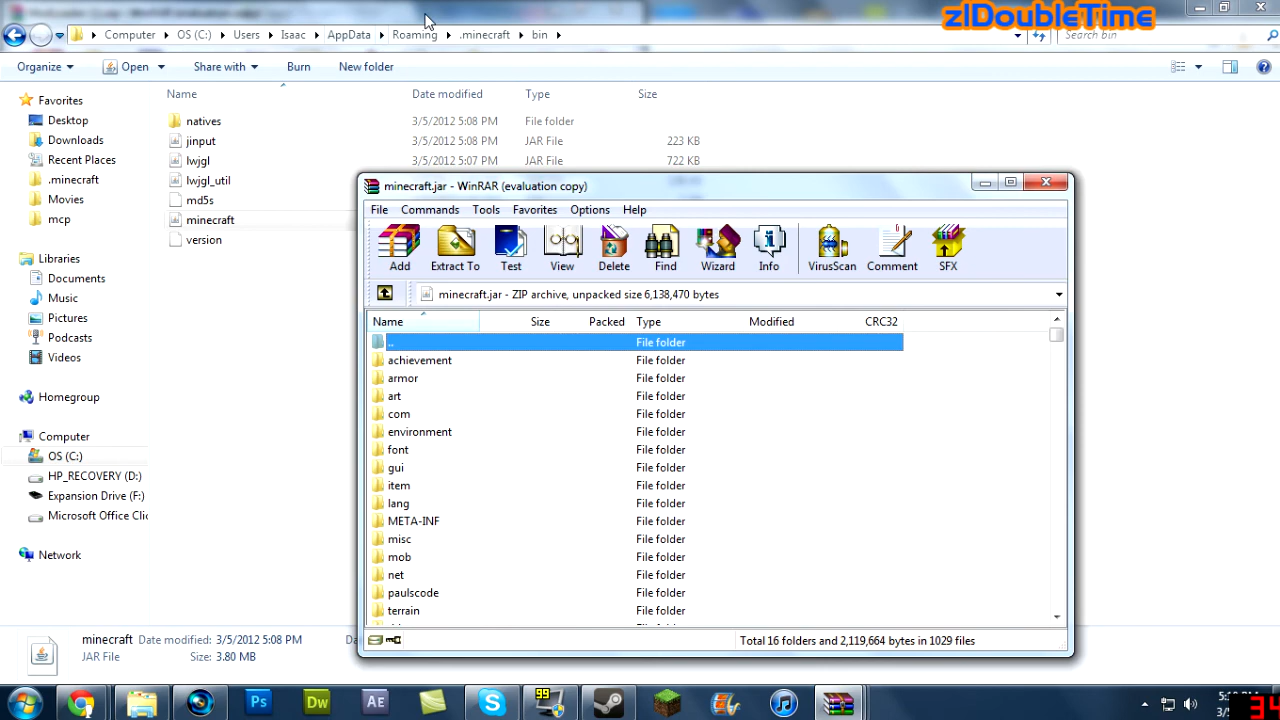 zIDoubleTime
Computer OS (C:) Users Isaac AppData Roaming .minecraft bin Search bin
Organize Open Share with Burn New folder
Name Date modified Type Size
Favorites
Desktop
Downloads
Recent Places
.minecraft
Movies
mcp
Libraries
Documents
Music
Pictures
Podcasts
Videos
Homegroup
Computer
OS (C:)
HP_RECOVERY (D:)
Expansion Drive (F:)
Microsoft Office Clic
Network
natives 3/5/2012 5:08 PM File folder
jinput 3/5/2012 5:08 PM JAR File 223 KB
lwjgl 3/5/2012 5:07 PM JAR File 722 KB
lwjgl_util
md5s
minecraft
version
minecraft.jar - WinRAR (evaluation copy)
File Commands Tools Favorites Options Help
Add Extract To Test View Delete Find Wizard Info VirusScan Comment SFX
minecraft.jar - ZIP archive, unpacked size 6,138,470 bytes
Name Size Packed Type Modified CRC32
.. File folder
achievement File folder
armor File folder
art File folder
com File folder
environment File folder
font File folder
gui File folder
item File folder
lang File folder
META-INF File folder
misc File folder
mob File folder
net File folder
paulscode File folder
terrain File folder
Total 16 folders and 2,119,664 bytes in 1029 files
minecraft Date modified: 3/5/2012 5:08 PM
JAR File Size: 3.80 MB
Ps Dw Ae 99
34